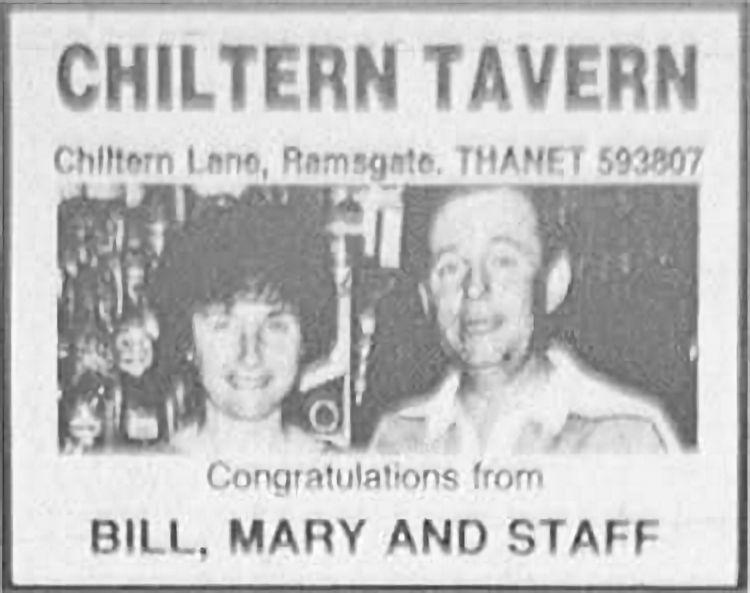 CHILTERN TAVERN
Chiltern Lane, Ramsgate. THANET 593807
Congratulations from
BILL, MARY AND STAFF